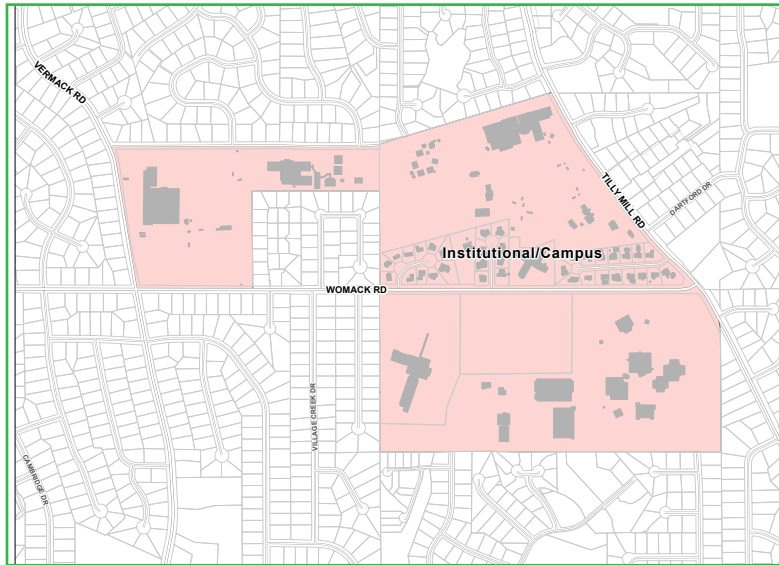 VERMACK RD
TILLY MILL RD
DARTFORD DR
Institutional/Campus
WOMACK RD
VILLAGE CREEK DR
CAMBRIDGE DR